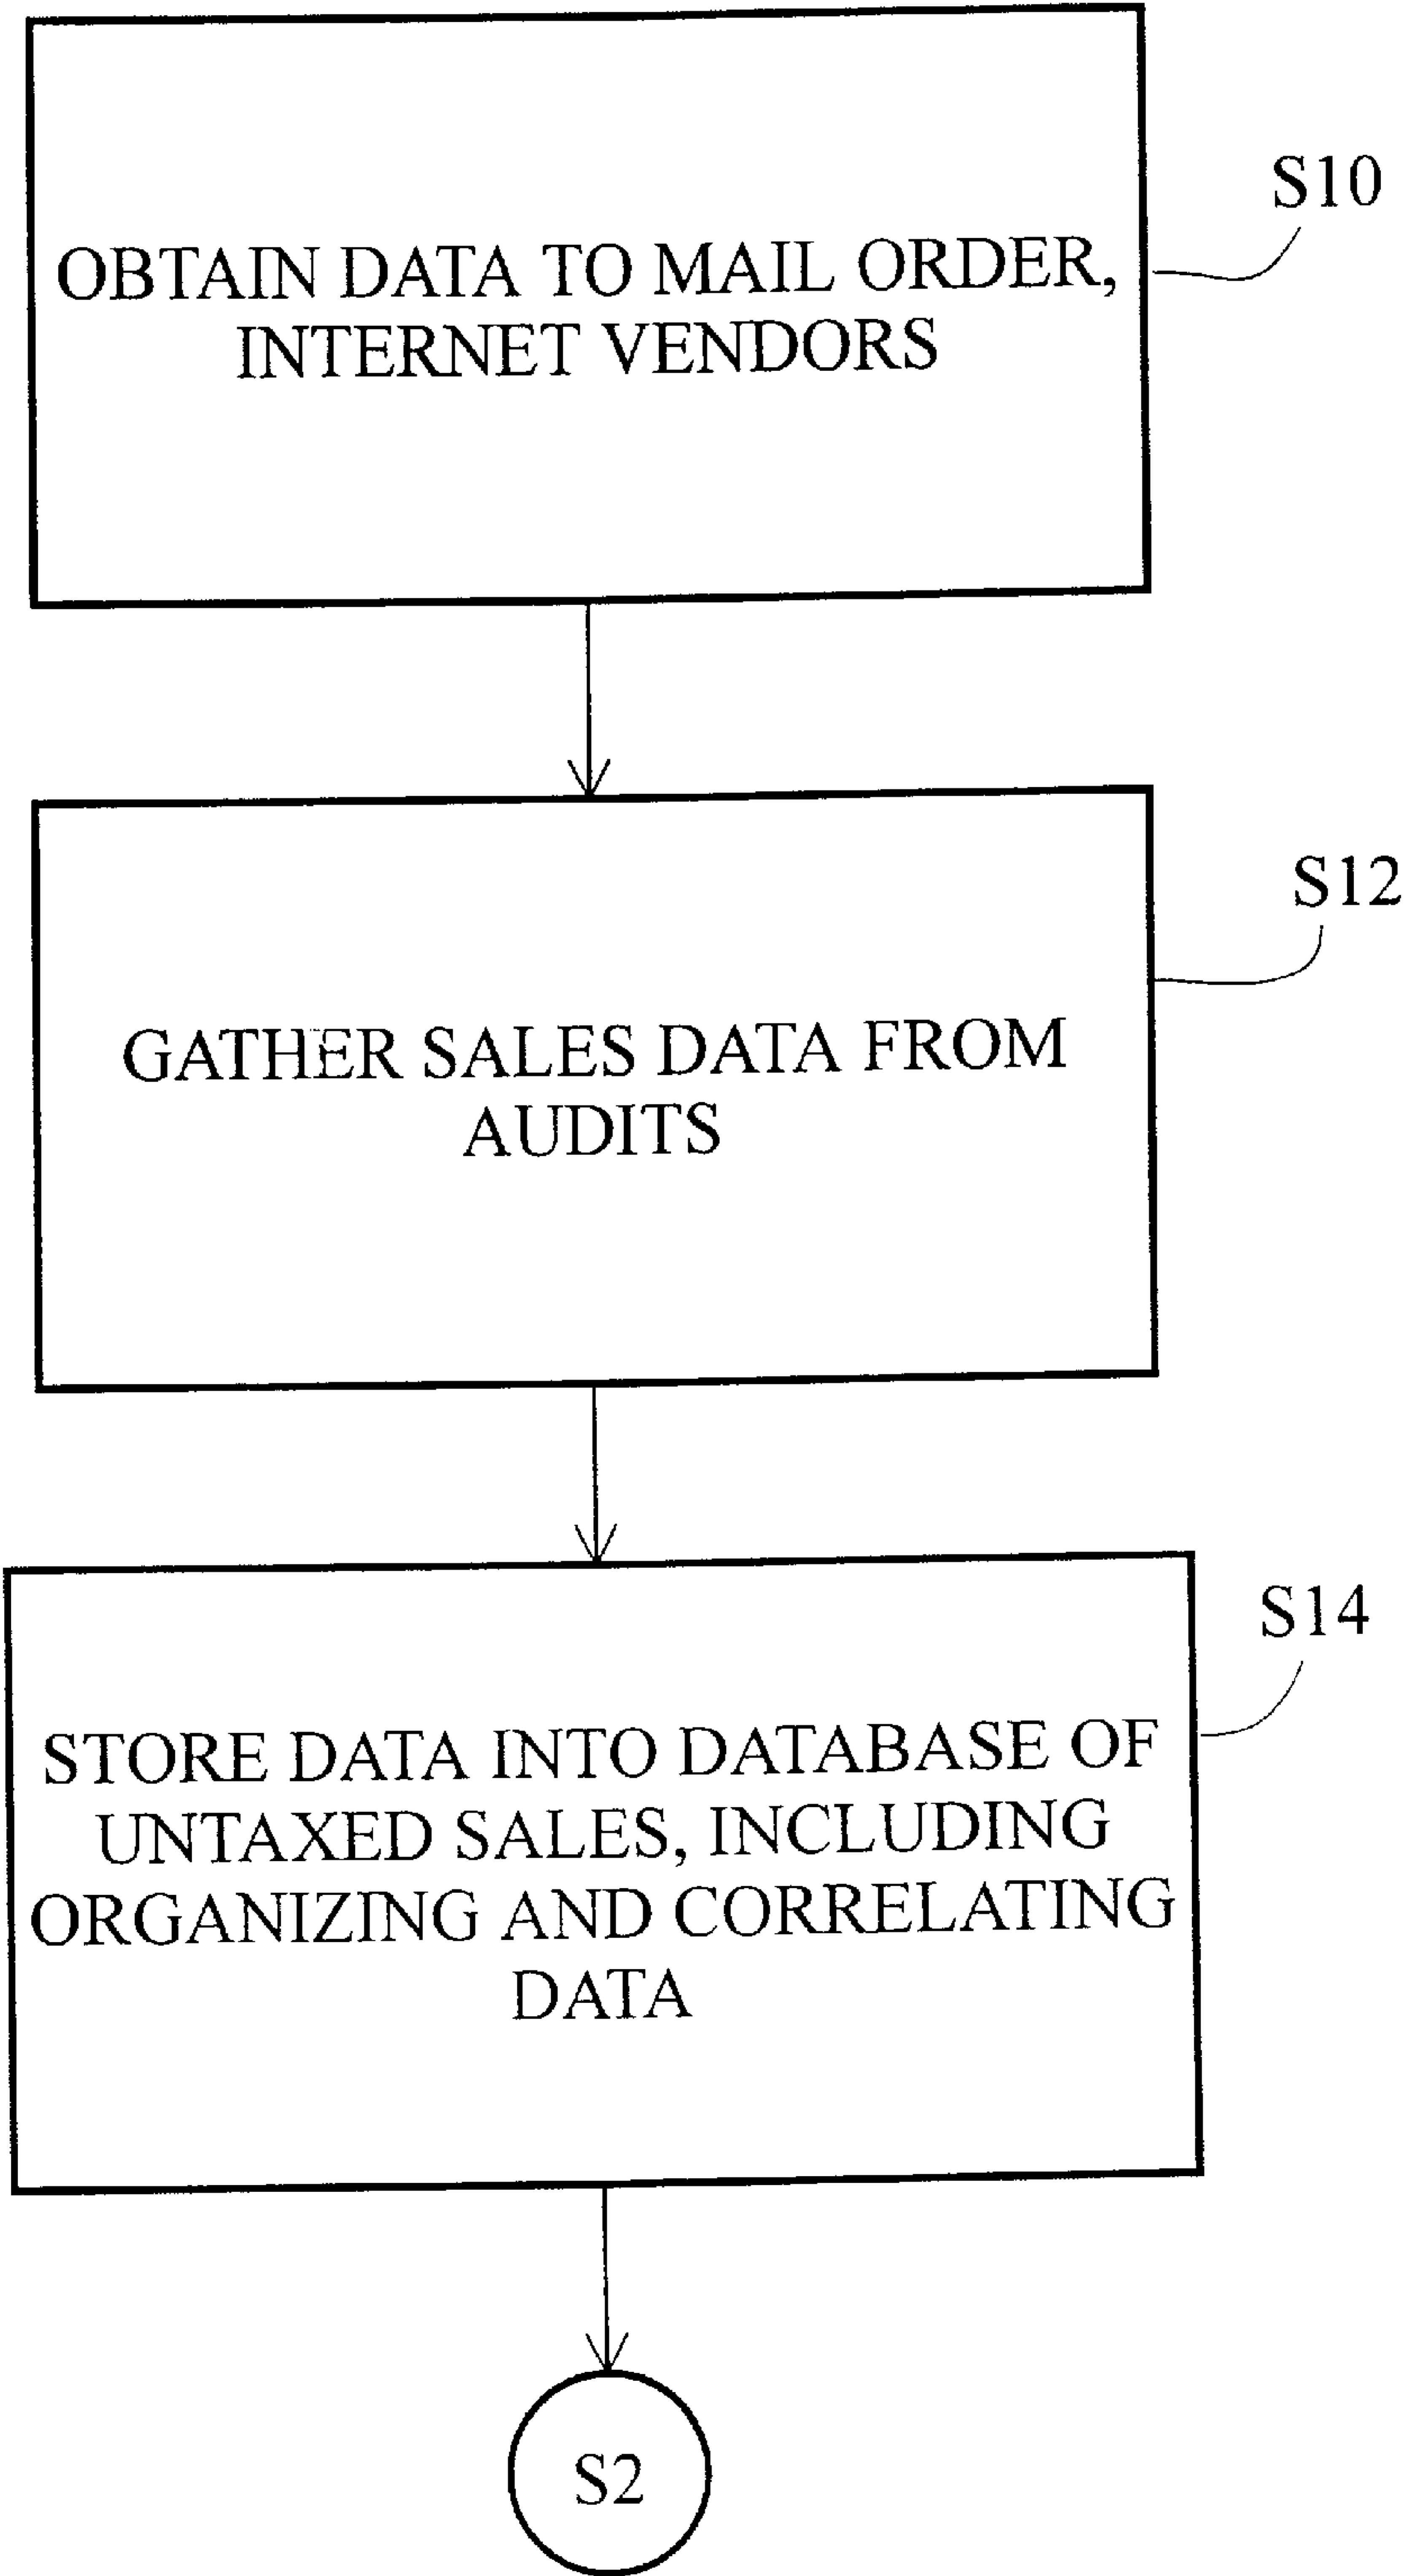 S10
OBTAIN DATA TO MAIL ORDER,
INTERNET VENDORS
S12
GATHER SALES DATA FROM
AUDITS
S14
STORE DATA INTO DATABASE OF
UNTAXED SALES, INCLUDING
ORGANIZING AND CORRELATING
DATA
S2